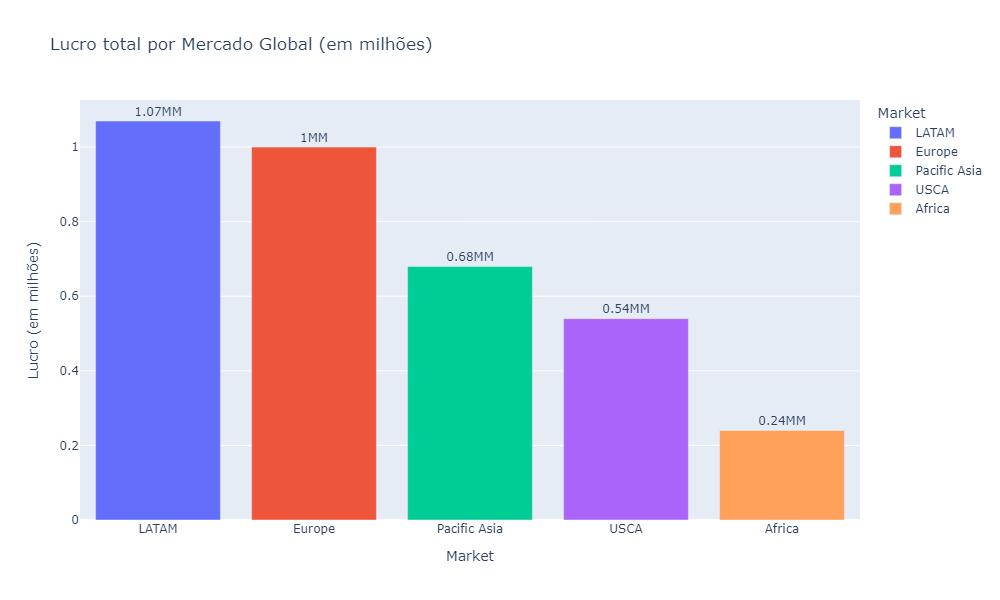 Lucro total por Mercado Global (em milhões)
Lucro (em milhões)
1
0.8
0.6
0.4
0.2
0
1.07MM
1MM
0.68MM
0.54MM
0.24MM
LATAM
Europe
Pacific Asia
USCA
Africa
Market
Market
LATAM
Europe
Pacific Asia
USCA
Africa